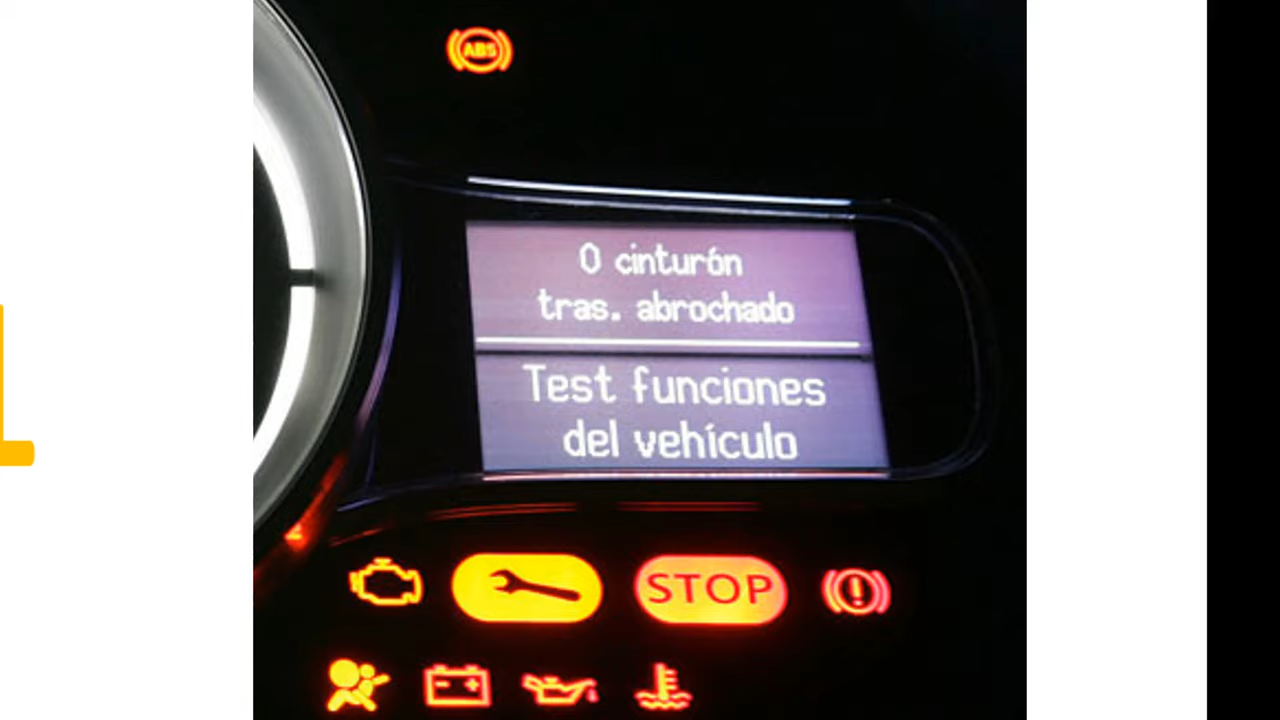 ABS
0 cinturón
tras. abrochado
Test funciones
del vehículo
STOP